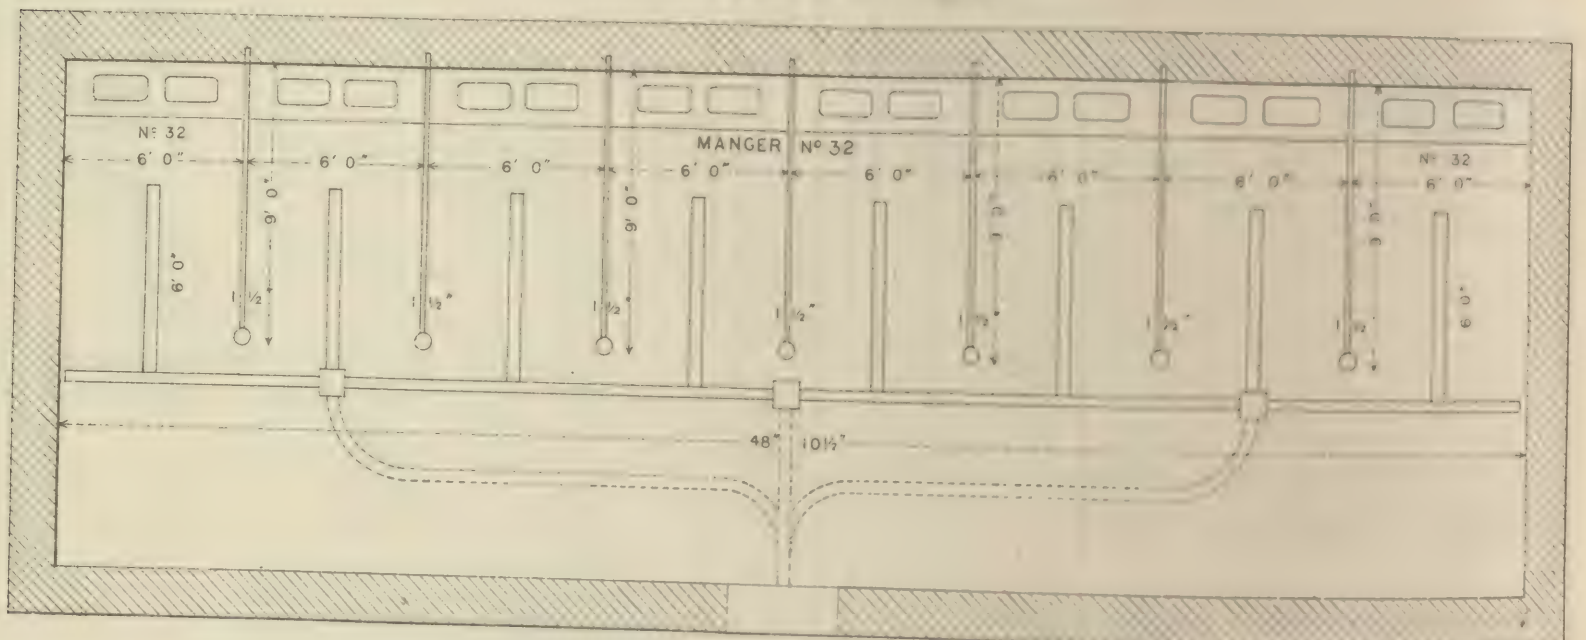 Nº 32
MANGER Nº 32
Nº 32
6' 0" 6' 0" 6' 0" 6' 0" 6' 0" 6' 0" 6' 0" 6' 0"
9' 0" 9' 0" 9' 0"
6' 0" 6' 0"
1½" 1½" 1½ 1½" 1½" 1½" 1½"
48" 10½"